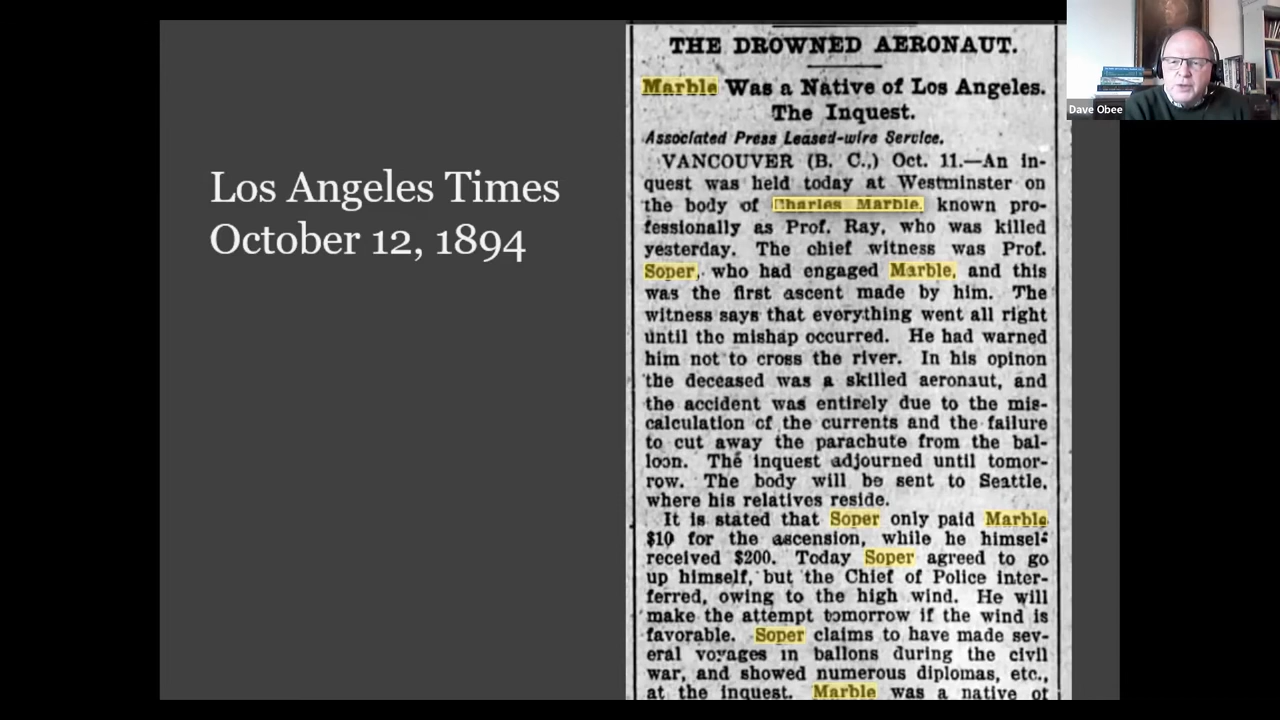 Los Angeles Times
October 12, 1894
THE DROWNED AERONAUT.
Marble Was a Native of Los Angeles.
The Inquest.
Associated Press Leased-wire Service.
VANCOUVER (B. C.,) Oct. 11.—An in-
quest was held today at Westminster on
the body of Charles Marble, known pro-
fessionally as Prof. Ray, who was killed
yesterday. The chief witness was Prof.
Soper, who had engaged Marble, and this
was the first ascent made by him. The
witness says that everything went all right
until the mishap occurred. He had warned
him not to cross the river. In his opinon
the deceased was a skilled aeronaut, and
the accident was entirely due to the mis-
calculation of the currents and the failure
to cut away the parachute from the bal-
loon. The inquest adjourned until tomor-
row. The body will be sent to Seattle,
where his relatives reside.
It is stated that Soper only paid Marble
$10 for the ascension, while he himself
received $200. Today Soper agreed to go
up himself, but the Chief of Police inter-
ferred, owing to the high wind. He will
make the attempt tomorrow if the wind is
favorable. Soper claims to have made sev-
eral voyages in ballons during the civil
war, and showed numerous diplomas, etc.,
at the inquest. Marble was a native of
Dave Obee